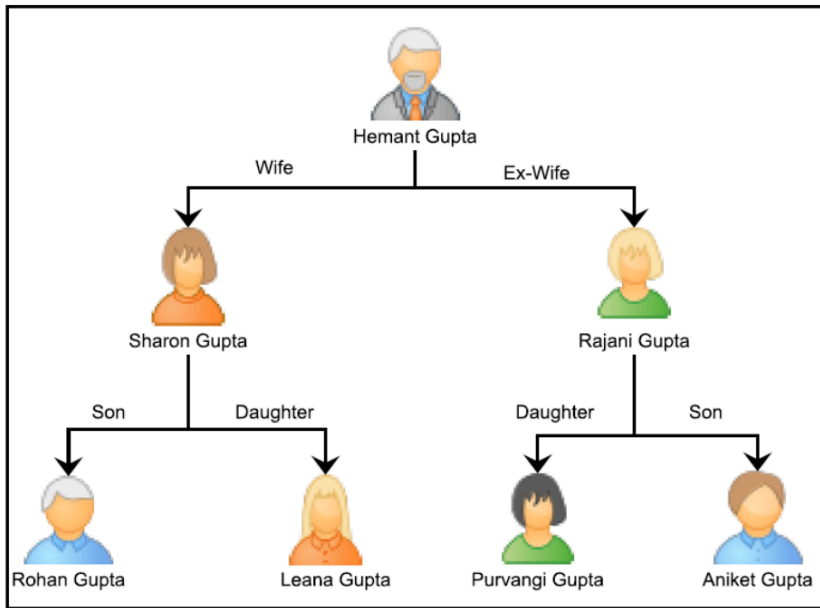 Hemant Gupta
Wife
Ex-Wife
Sharon Gupta
Rajani Gupta
Son
Daughter
Daughter
Son
Rohan Gupta
Leana Gupta
Purvangi Gupta
Aniket Gupta